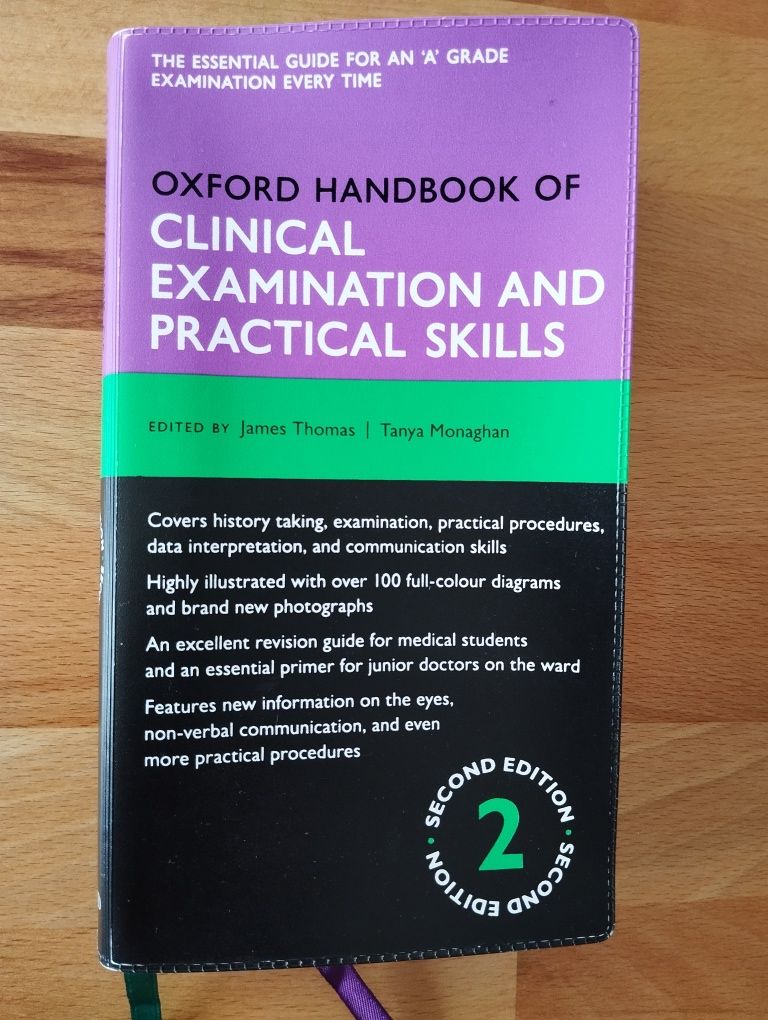 THE ESSENTIAL GUIDE FOR AN 'A' GRADE
EXAMINATION EVERY TIME
OXFORD HANDBOOK OF
CLINICAL
EXAMINATION AND
PRACTICAL SKILLS
EDITED BY James Thomas | Tanya Monaghan
Covers history taking, examination, practical procedures,
data interpretation, and communication skills
Highly illustrated with over 100 full-colour diagrams
and brand new photographs
An excellent revision guide for medical students
and an essential primer for junior doctors on the ward
Features new information on the eyes,
non-verbal communication, and even
more practical procedures
SECOND EDITION • SECOND EDITION •
2